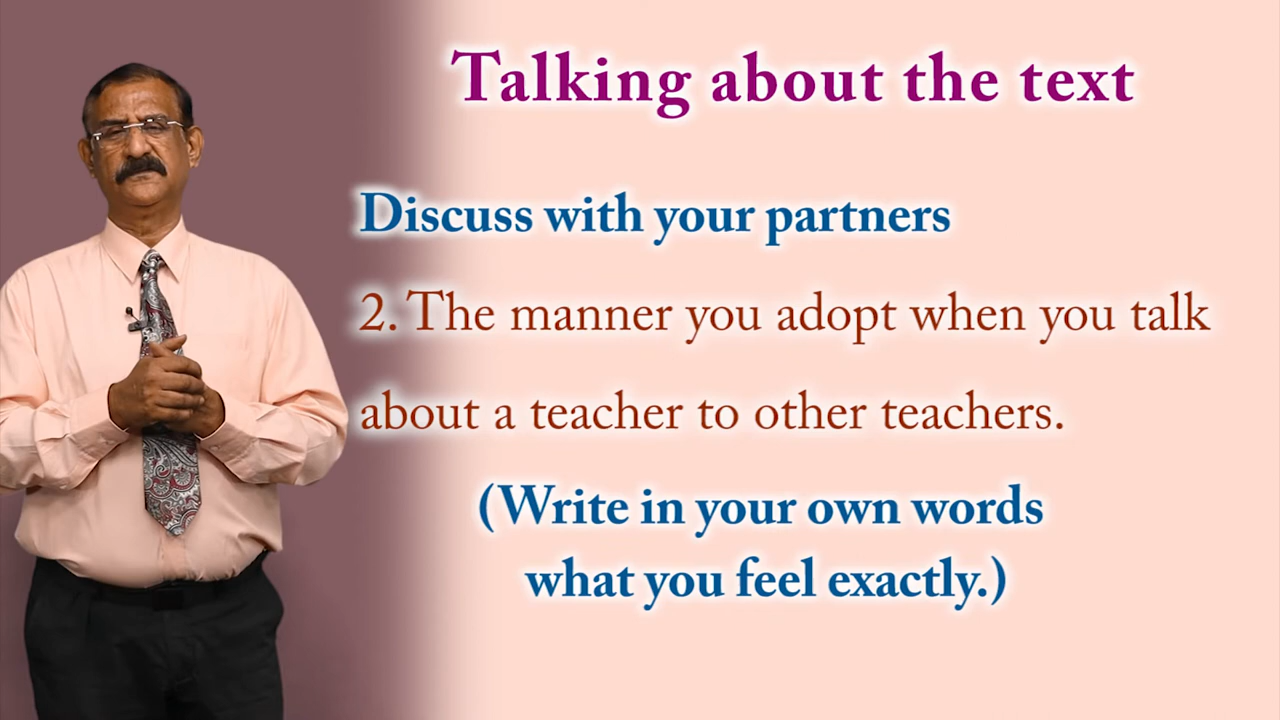 Talking about the text
Discuss with your partners
2. The manner you adopt when you talk
about a teacher to other teachers.
(Write in your own words
what you feel exactly.)